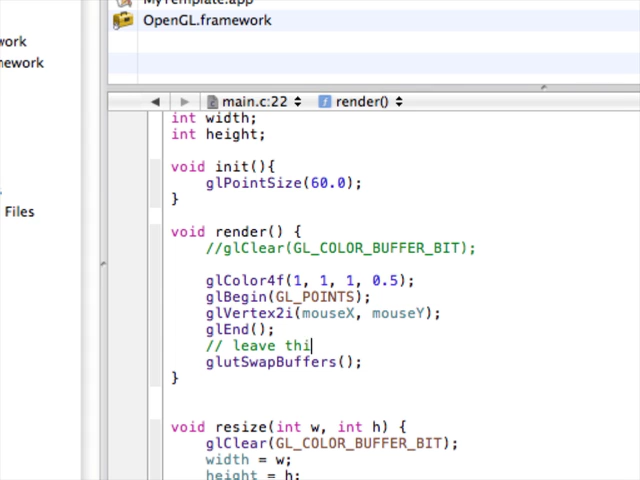 MyTemplate.app
OpenGL.framework
work
nework
Files
main.c:22 render()
int width;
int height;
void init(){
glPointSize(60.0);
}
void render() {
//glClear(GL_COLOR_BUFFER_BIT);
glColor4f(1, 1, 1, 0.5);
glBegin(GL_POINTS);
glVertex2i(mouseX, mouseY);
glEnd();
// leave thi
glutSwapBuffers();
}
void resize(int w, int h) {
glClear(GL_COLOR_BUFFER_BIT);
width = w;
height = h;